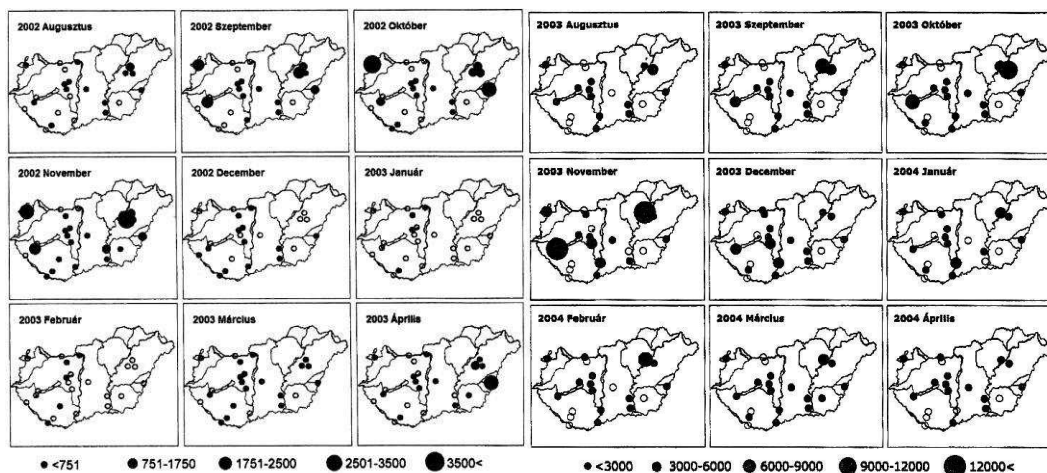 2002 Augusztus
2002 Szeptember
2002 Október
2003 Augusztus
2003 Szeptember
2003 Október
2002 November
2002 December
2003 Január
2003 November
2003 December
2004 Január
2003 Február
2003 Március
2003 Április
2004 Február
2004 Március
2004 Április
<751 751-1750 1751-2500 2501-3500 3500<
<3000 3000-6000 6000-9000 9000-12000 12000<